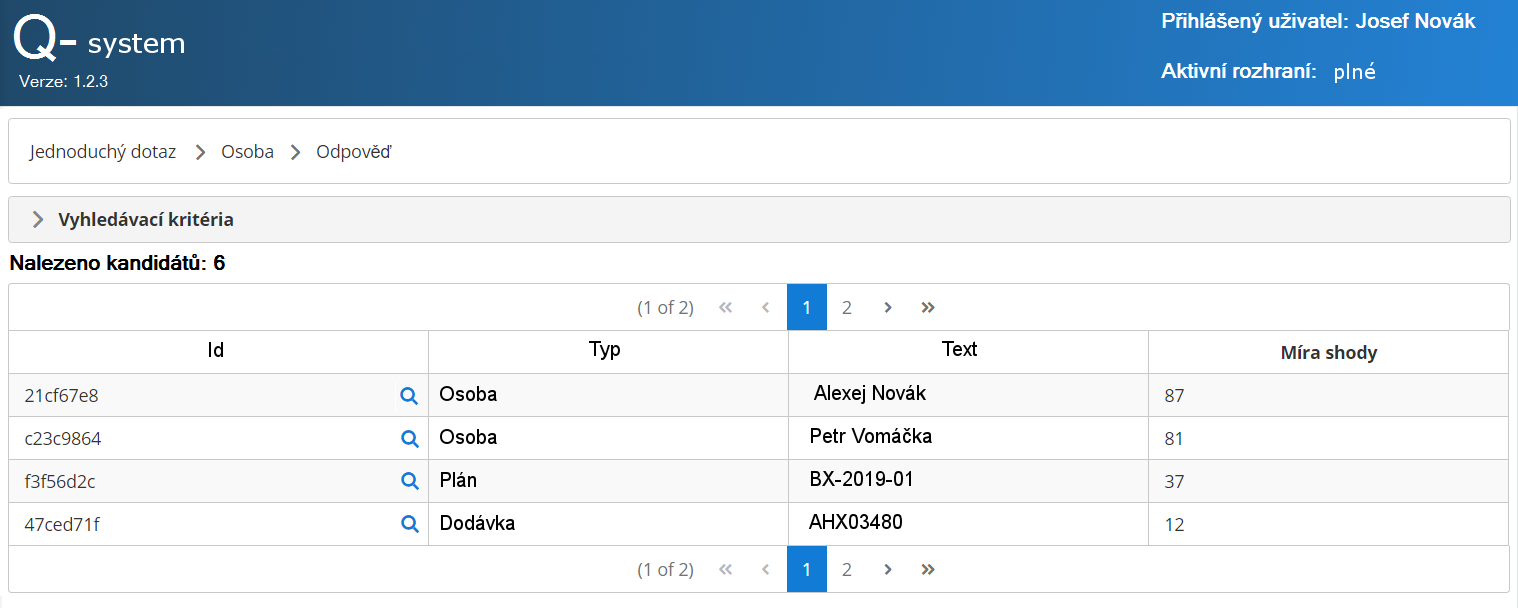 Q- system
Verze: 1.2.3
Přihlášený uživatel: Josef Novák
Aktivní rozhraní: plné
Jednoduchý dotaz > Osoba > Odpověď
Vyhledávací kritéria
Nalezeno kandidátů: 6
(1 of 2) « ‹ 1 2 › »
Id Typ Text Míra shody
21cf67e8 Osoba Alexej Novák 87
c23c9864 Osoba Petr Vomáčka 81
f3f56d2c Plán BX-2019-01 37
47ced71f Dodávka AHX03480 12
(1 of 2) « ‹ 1 2 › »